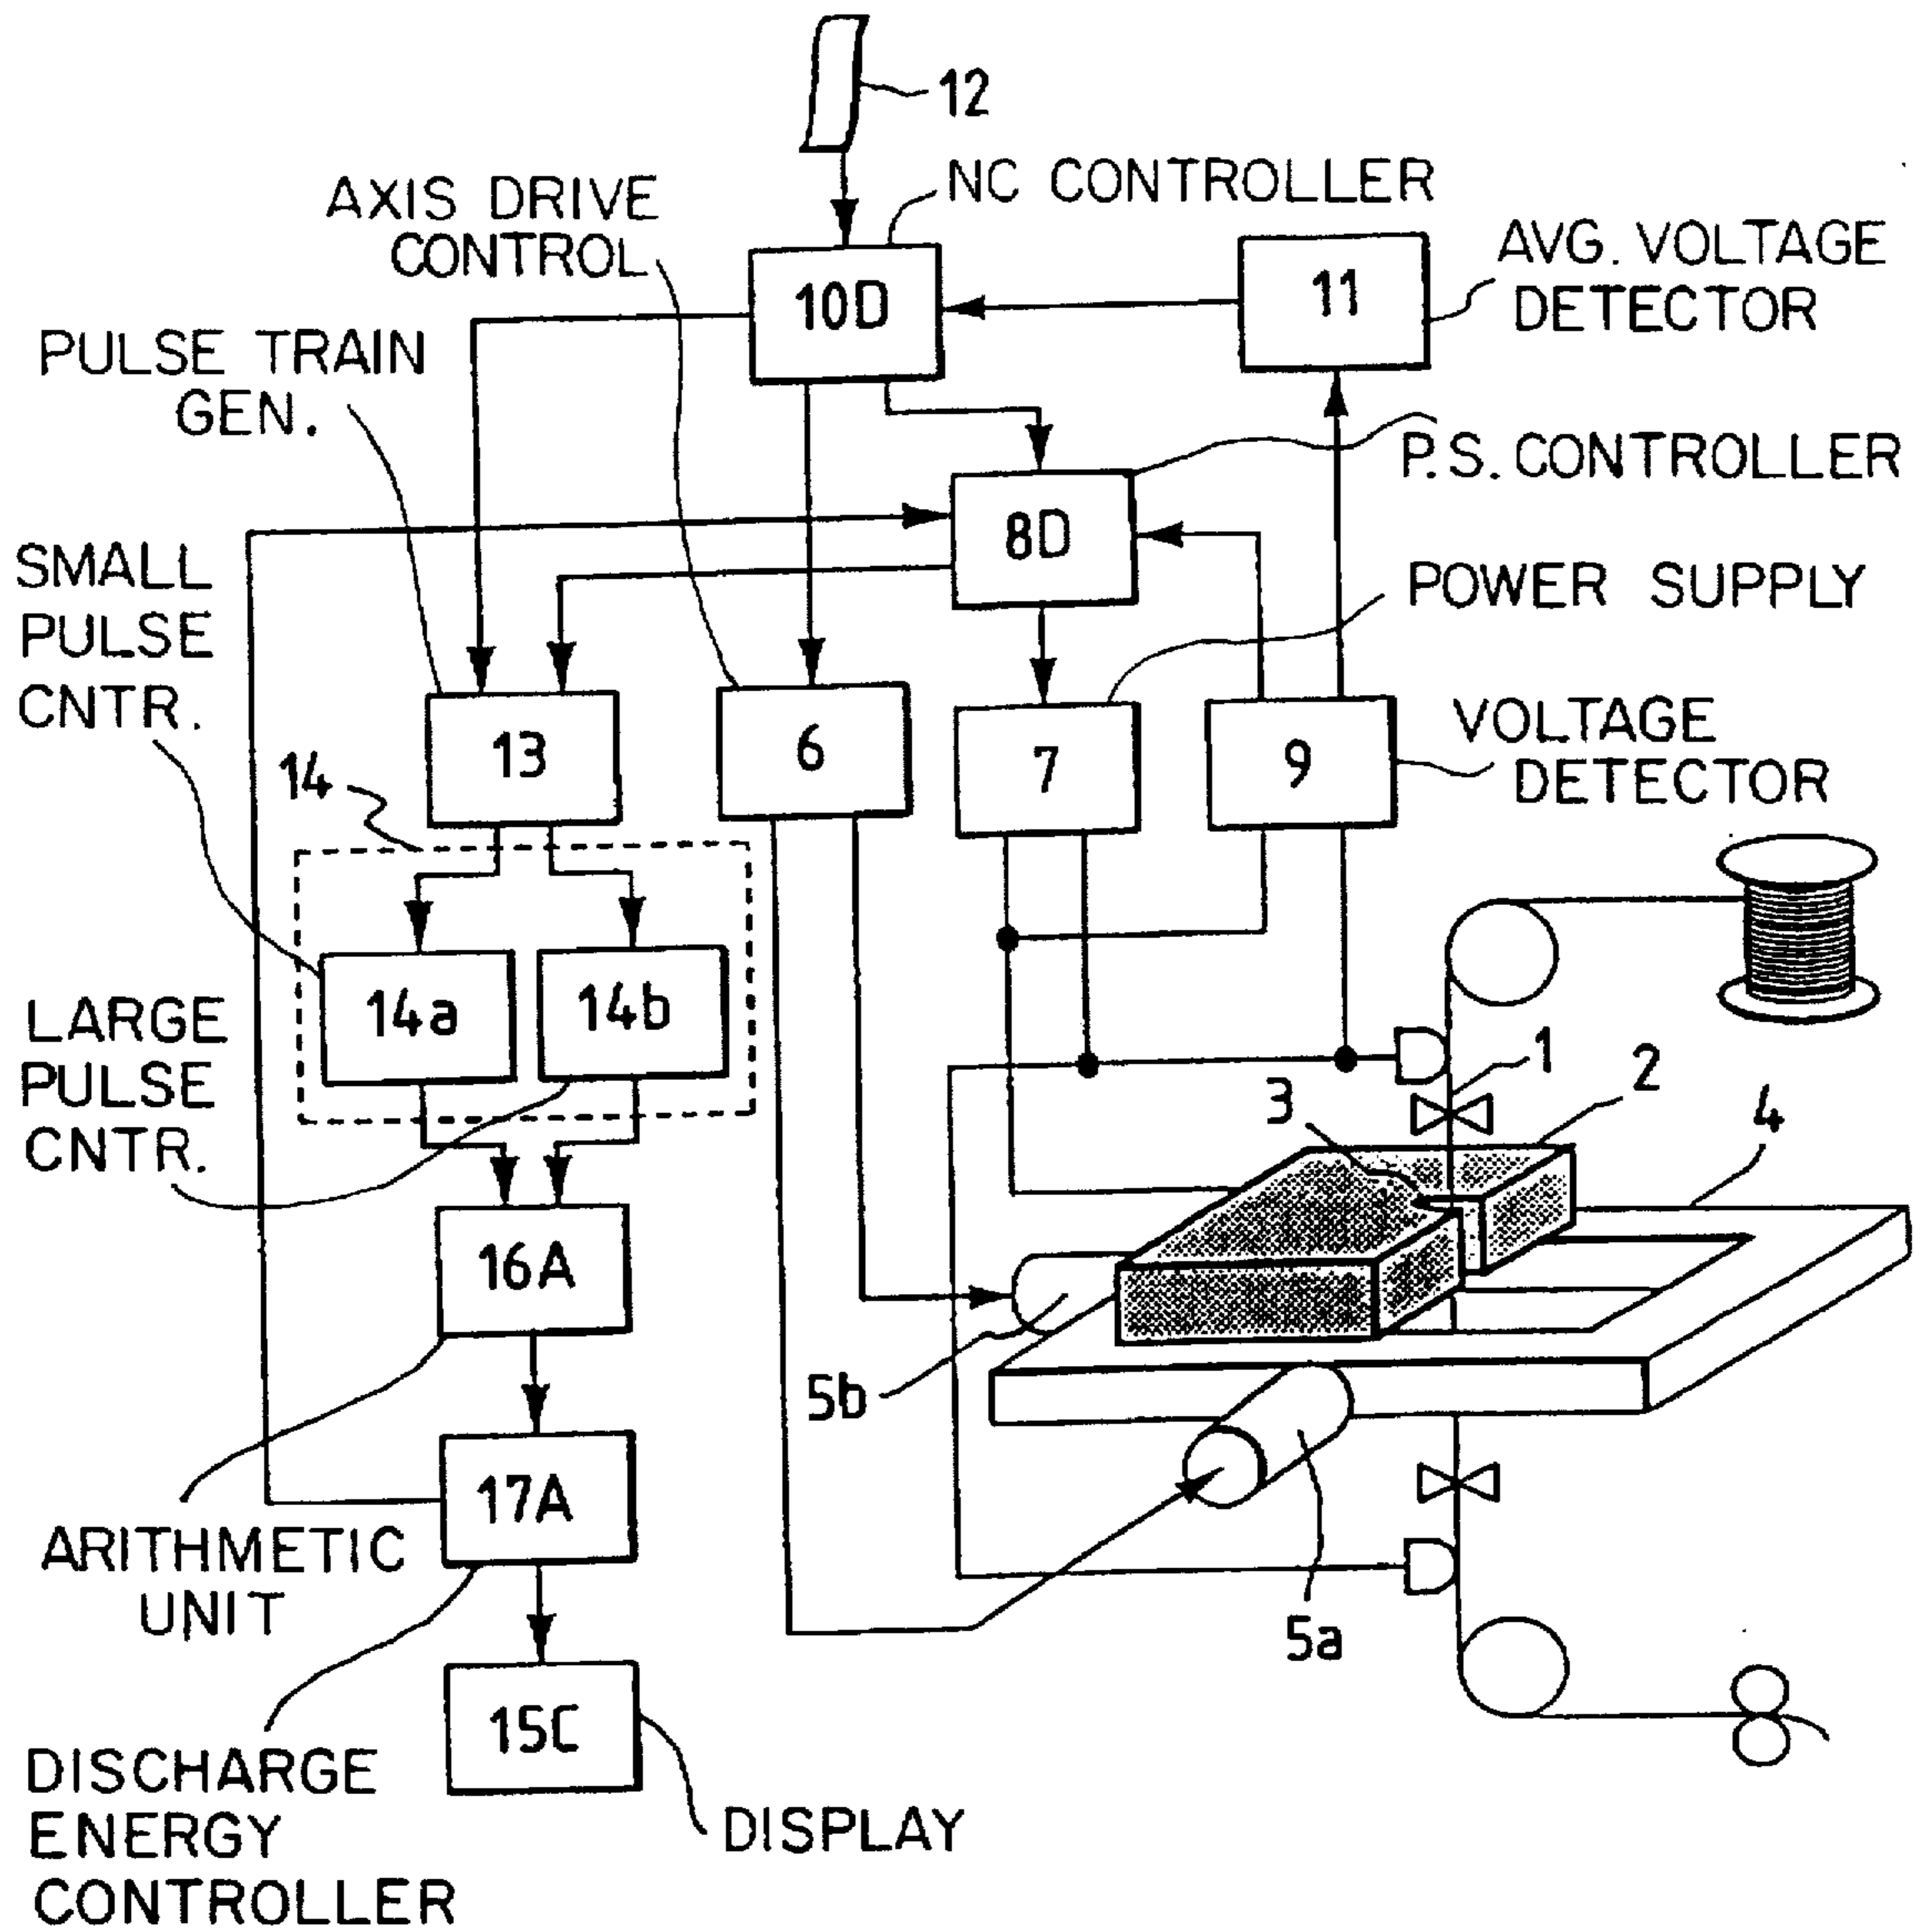 12
NC CONTROLLER
AXIS DRIVE
CONTROL
10D
11
AVG. VOLTAGE
DETECTOR
PULSE TRAIN
GEN.
P.S. CONTROLLER
8D
SMALL
PULSE
CNTR.
POWER SUPPLY
13
6
7
9
VOLTAGE
DETECTOR
14
14a
14b
LARGE
PULSE
CNTR.
1
2
3
4
16A
5b
17A
ARITHMETIC
UNIT
5a
15C
DISCHARGE
ENERGY
CONTROLLER
DISPLAY